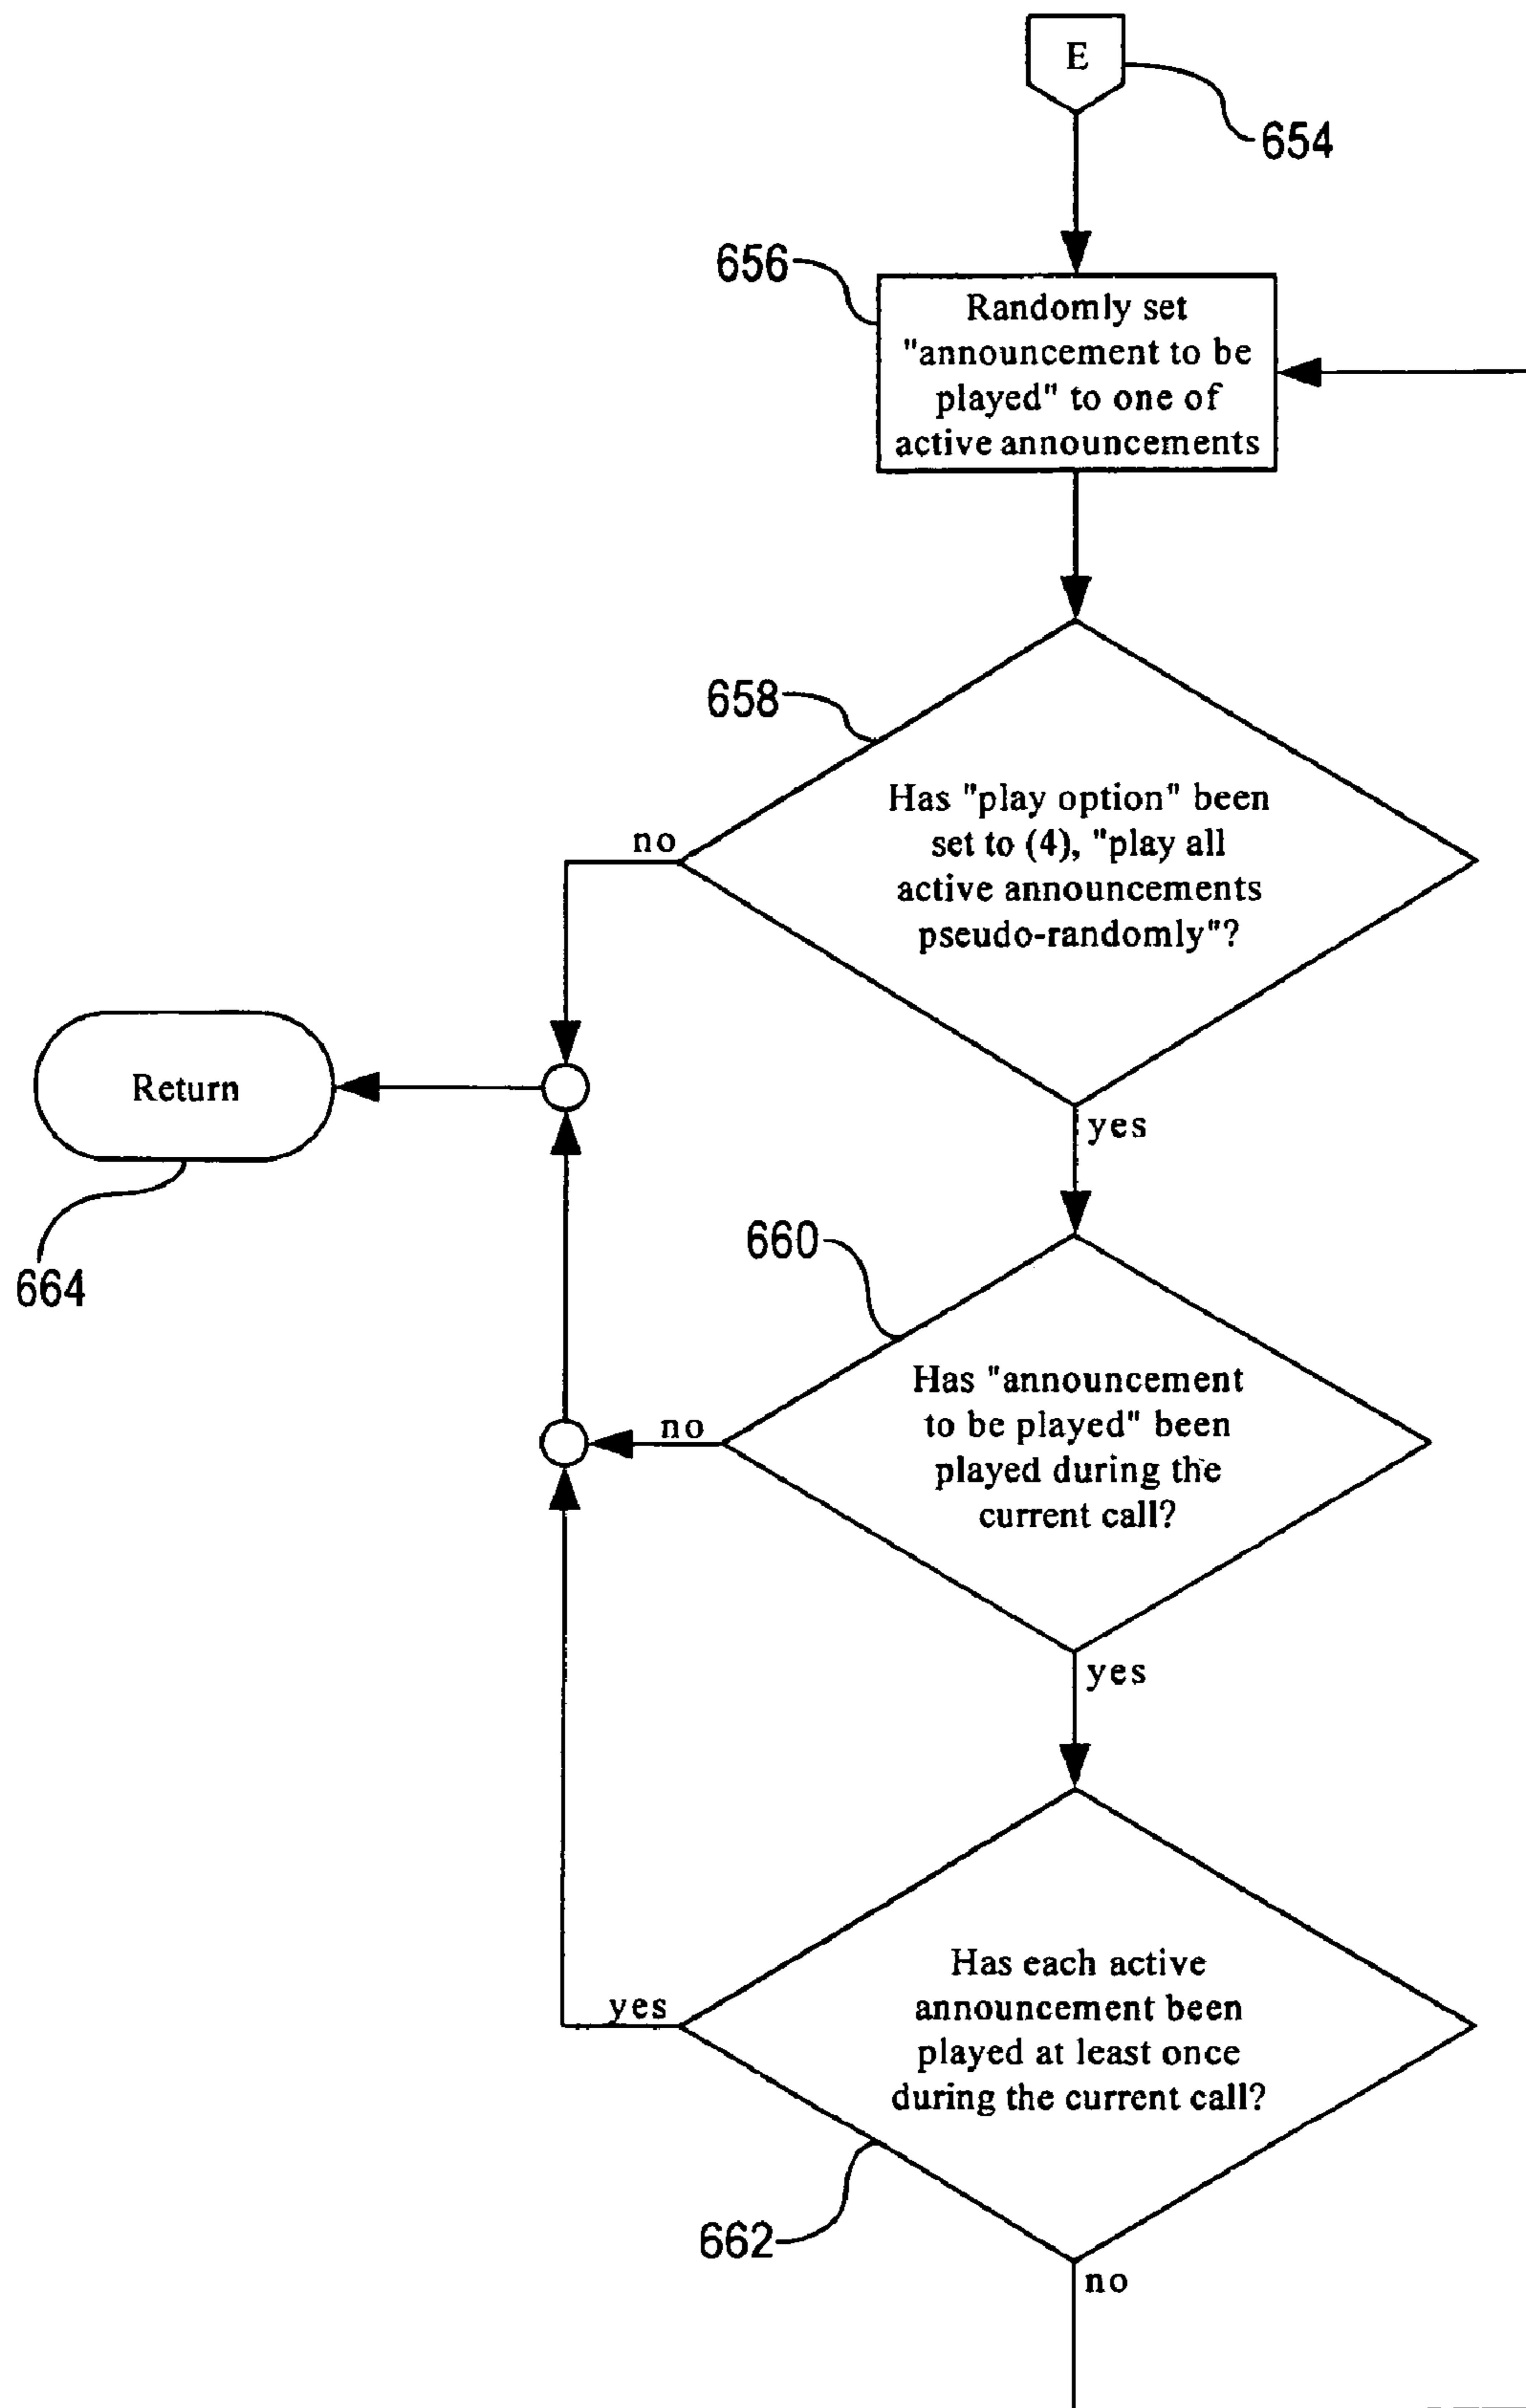 E
654
656
Randomly set
"announcement to be
played" to one of
active announcements
658
Has "play option" been
set to (4), "play all
active announcements
pseudo-randomly"?
no
Return
yes
664
660
Has "announcement
to be played" been
played during the
current call?
no
yes
Has each active
announcement been
played at least once
during the current call?
yes
662
no